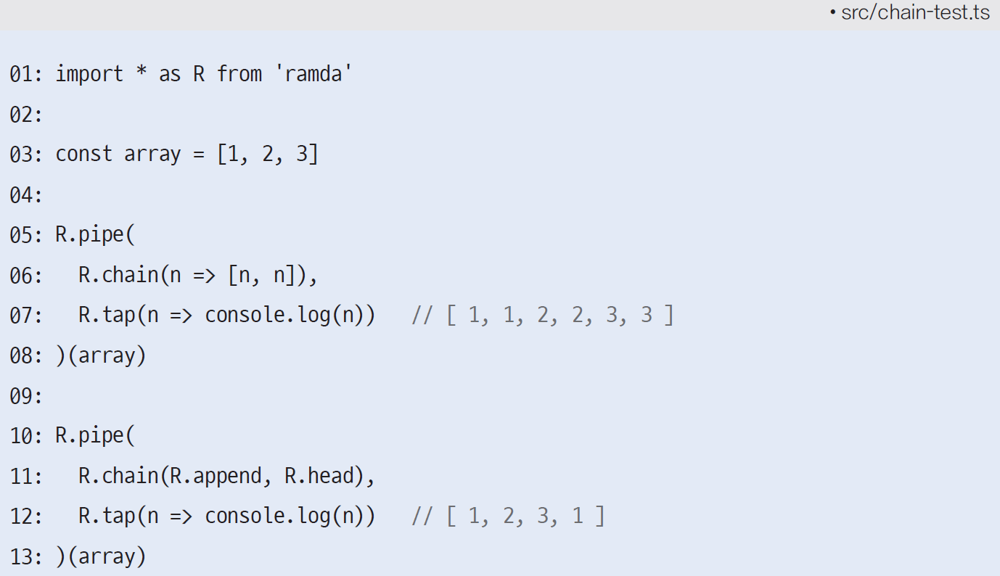 • src/chain-test.ts
01: import * as R from 'ramda'
02:
03: const array = [1, 2, 3]
04:
05: R.pipe(
06:   R.chain(n => [n, n]),
07:   R.tap(n => console.log(n))   // [ 1, 1, 2, 2, 3, 3 ]
08: )(array)
09:
10: R.pipe(
11:   R.chain(R.append, R.head),
12:   R.tap(n => console.log(n))   // [ 1, 2, 3, 1 ]
13: )(array)